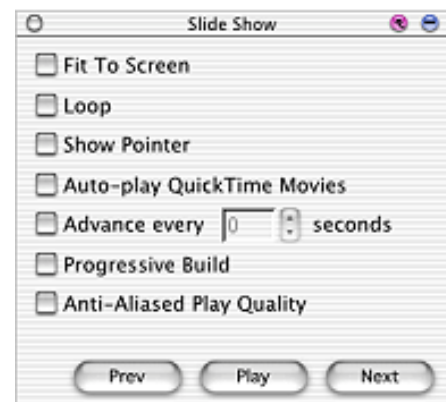 Slide Show
Fit To Screen
Loop
Show Pointer
Auto-play QuickTime Movies
Advance every 0 seconds
Progressive Build
Anti-Aliased Play Quality
Prev Play Next